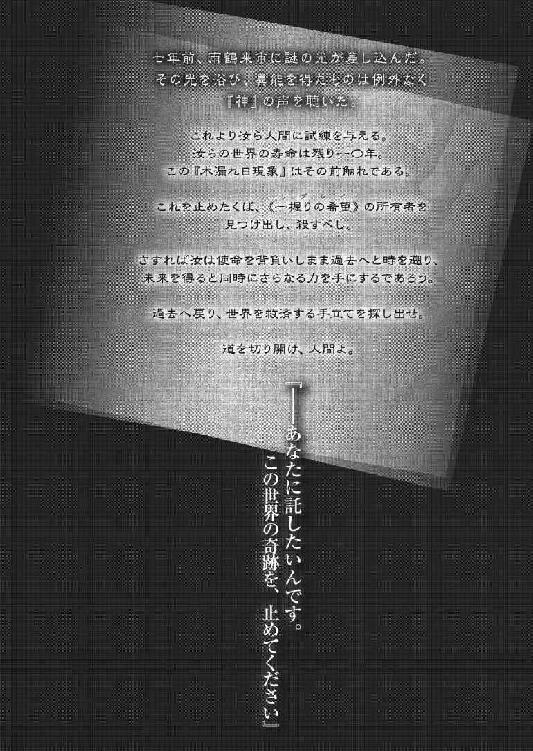 七年前、雨鶴来市に謎の光が差し込んだ。
その光を浴び、異能を得たものは例外なく
『神』の声を聴いた。
これより汝ら人間に試練を与える。
汝らの世界の寿命は残り一〇年。
この『木漏れ日現象』はその前触れである。
これを止めたくば、《一握りの希望》の所有者を
見つけ出し、殺すべし。
さすれば汝は使命を背負いしまま過去へと時を遡り、
未来を得ると同時にさらなる力を手にするであろう。
過去へ戻り、世界を救済する手立てを探し出せ。
道を切り開け、人間よ。
『――あなたに託したいんです。
この世界の奇跡を、止めてください』